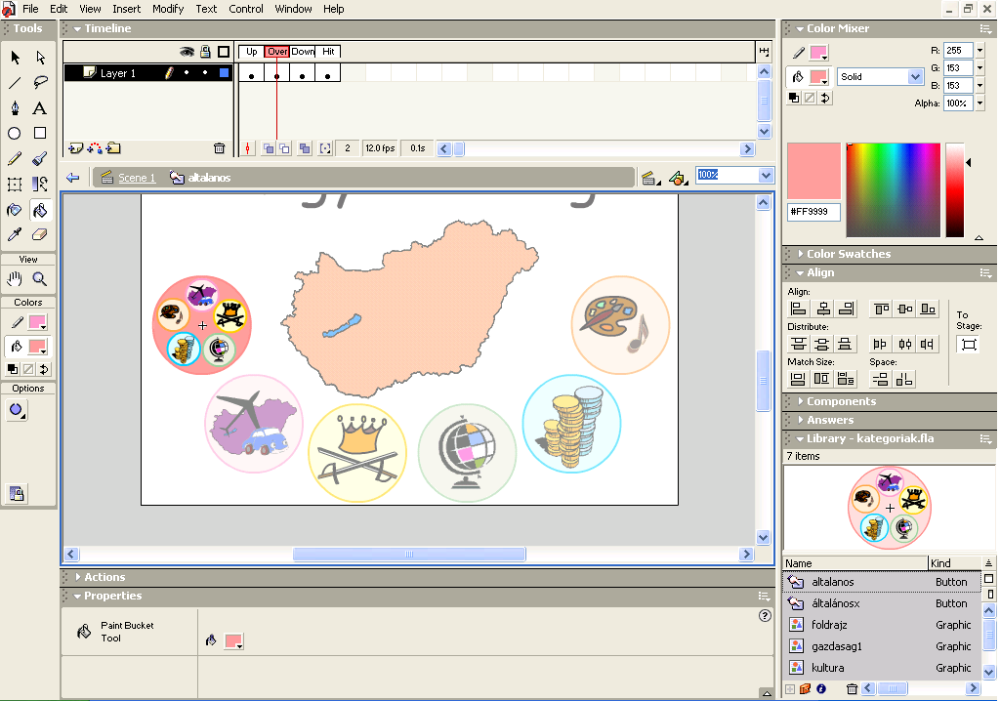 File Edit View Insert Modify Text Control Window Help
Tools
Timeline
Color Mixer
Up Over Down Hit
Layer 1
2 12.0 fps 0.1s
R: 255
G: 153
B: 153
Solid
Alpha: 100%
#FF9999
Scene 1 altalanos
100%
View
Colors
Options
Color Swatches
Align
Align:
Distribute:
Match Size:
Space:
To
Stage:
Components
Answers
Library - kategoriak.fla
7 items
Name Kind
altalanos Button
általánosx Button
foldrajz Graphic
gazdasag1 Graphic
kultura Graphic
Actions
Properties
Paint Bucket
Tool